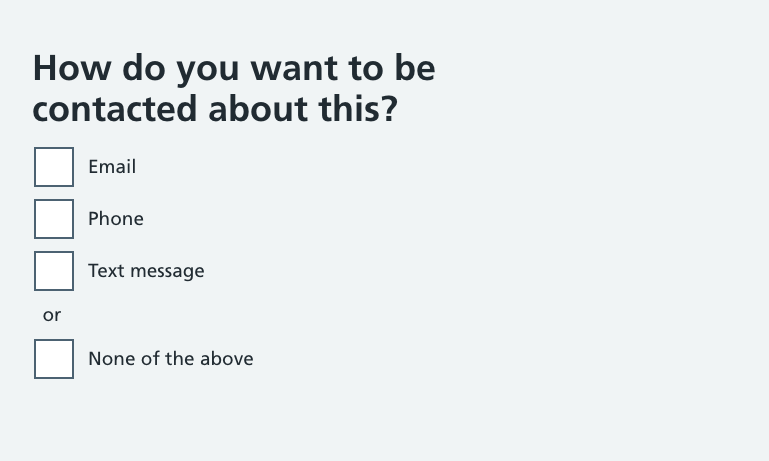 How do you want to be
contacted about this?
Email
Phone
Text message
or
None of the above